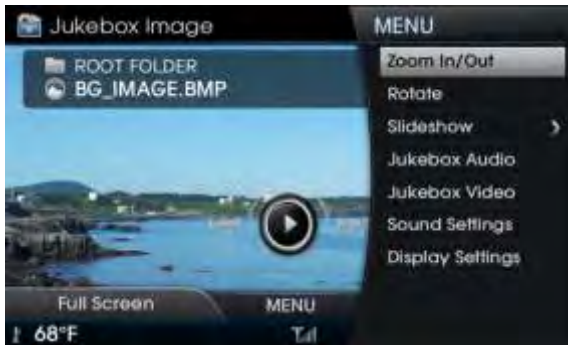 Jukebox Image
MENU
ROOT FOLDER
BG_IMAGE.BMP
Zoom In/Out
Rotate
Slideshow
Jukebox Audio
Jukebox Video
Sound Settings
Display Settings
Full Screen
MENU
68°F